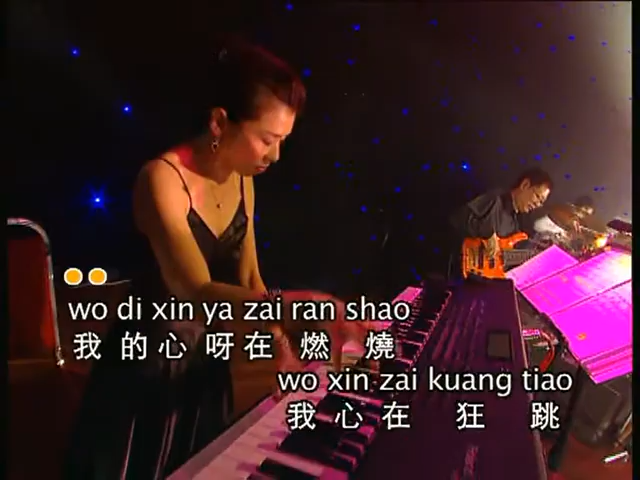 wo di xin ya zai ran shao
我的心呀在燃燒
wo xin zai kuang tiao
我心在狂跳